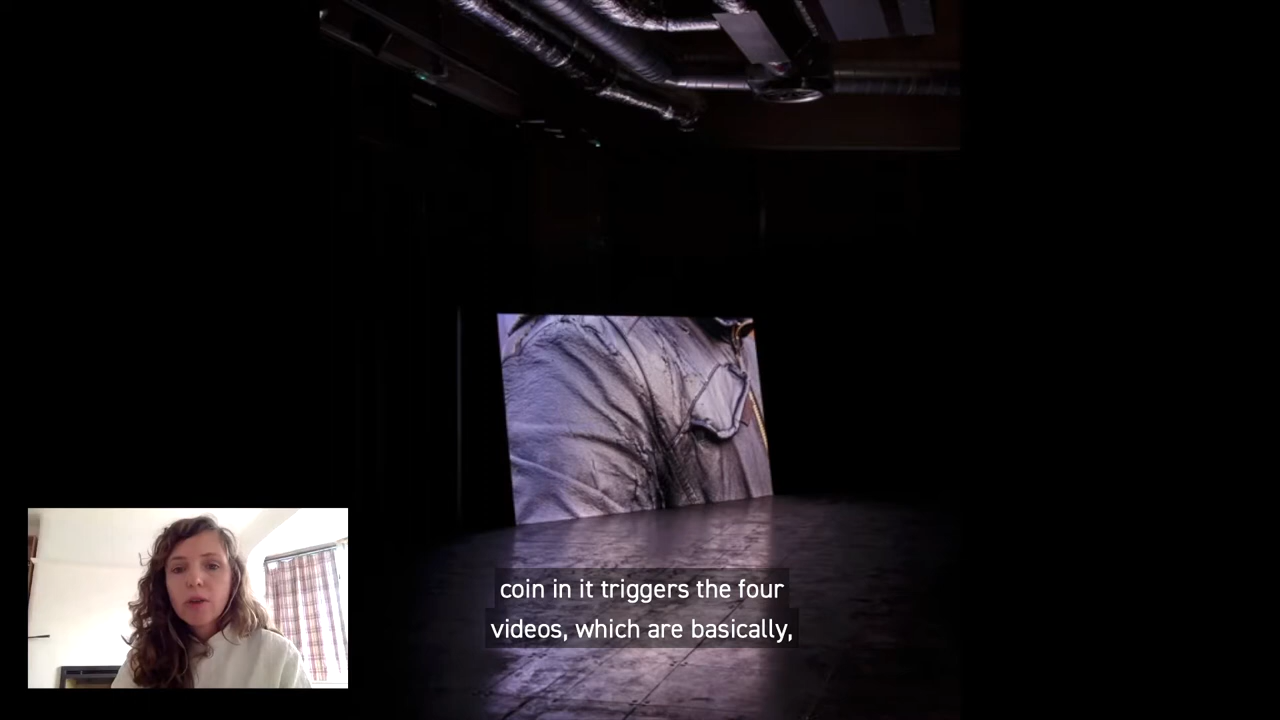 coin in it triggers the four
videos, which are basically,